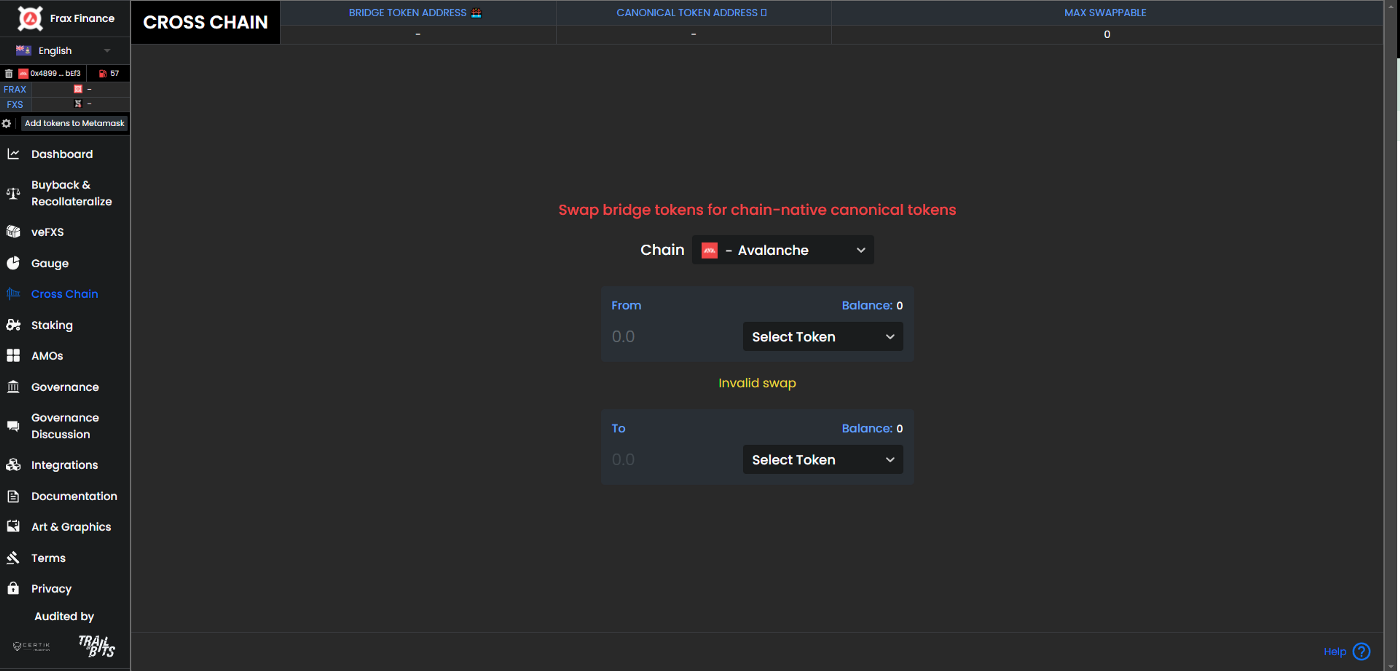 Frax Finance
English
0x4899 ... bEf3
57
FRAX
-
FXS
-
Add tokens to Metamask
Dashboard
Buyback &
Recollateralize
veFXS
Gauge
Cross Chain
Staking
AMOs
Governance
Governance
Discussion
Integrations
Documentation
Art & Graphics
Terms
Privacy
Audited by
CERTIK
TRAIL OF BITS
CROSS CHAIN
BRIDGE TOKEN ADDRESS
-
CANONICAL TOKEN ADDRESS
-
MAX SWAPPABLE
0
Swap bridge tokens for chain-native canonical tokens
Chain
- Avalanche
From
Balance: 0
0.0
Select Token
Invalid swap
To
Balance: 0
0.0
Select Token
Help